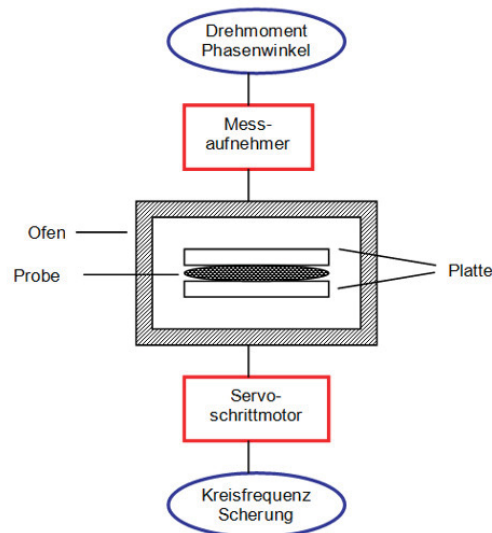 Drehmoment
Phasenwinkel
Mess-
aufnehmer
Ofen
Probe
Platte
Servo-
schrittmotor
Kreisfrequenz
Scherung